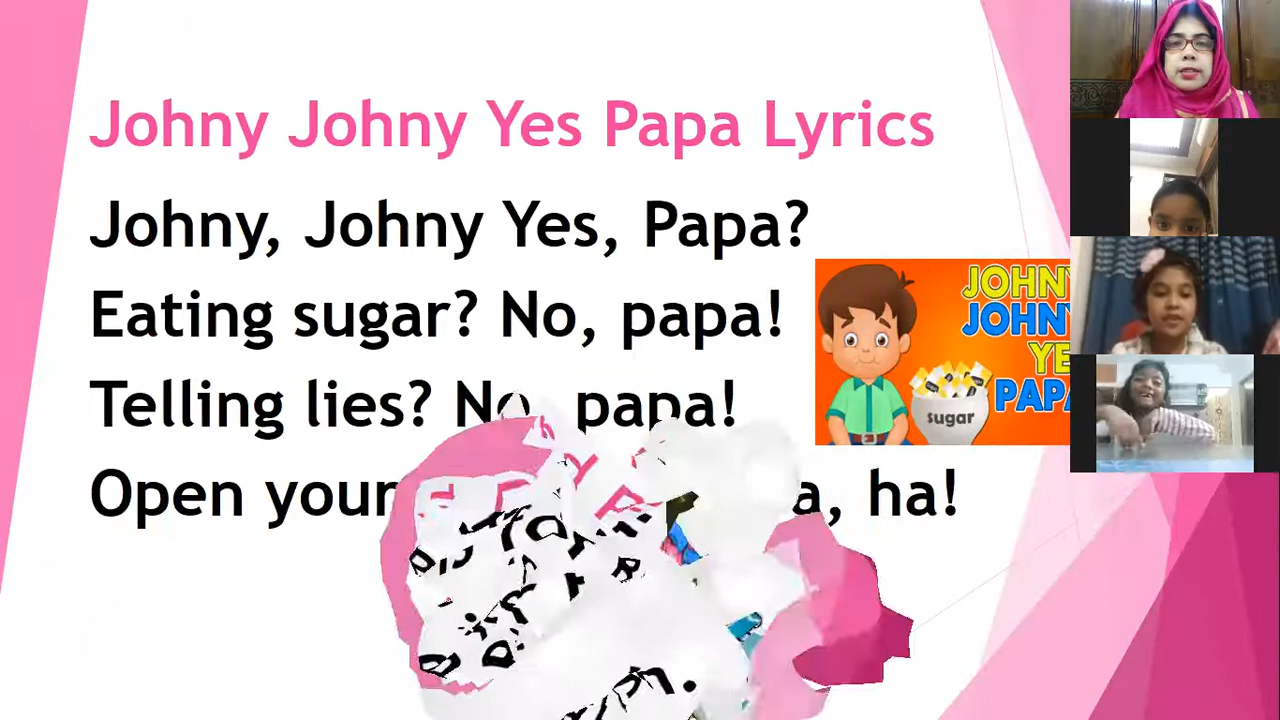 Johny Johny Yes Papa Lyrics
Johny, Johny Yes, Papa?
Eating sugar? No, papa!
Telling lies? No, papa!
Open your ha!
JOHNY
JOHNY
YE
PAPA
sugar